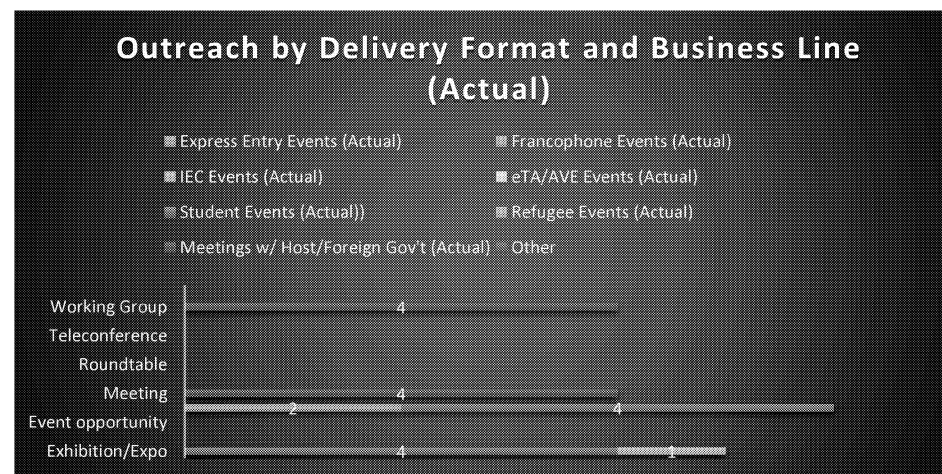 Outreach by Delivery Format and Business Line
(Actual)
Express Entry Events (Actual) Francophone Events (Actual)
IEC Events (Actual) eTA/AVE Events (Actual)
Student Events (Actual)) Refugee Events (Actual)
Meetings w/ Host/Foreign Gov't (Actual) Other
Working Group 4
Teleconference
Roundtable
Meeting 4
2 4
Event opportunity
Exhibition/Expo 4 1